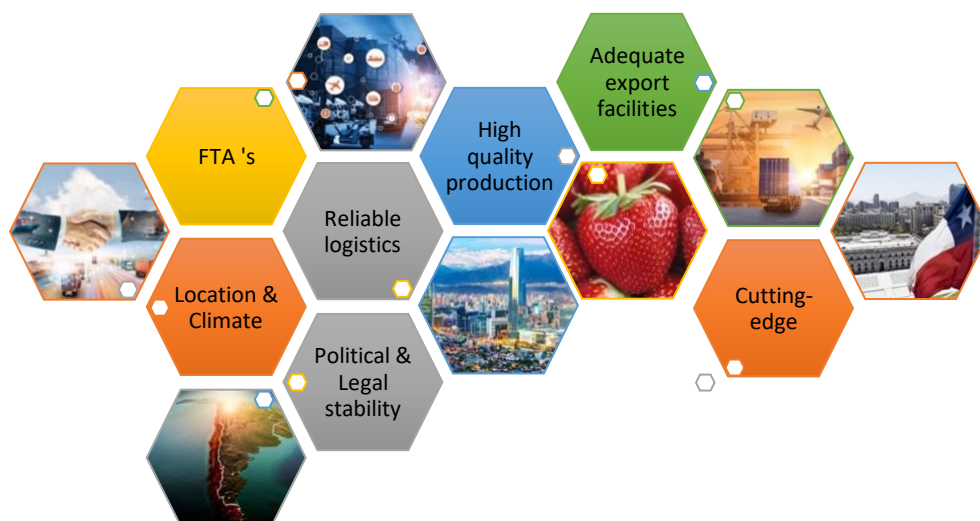 Adequate
export
facilities
FTA 's
High
quality
production
Reliable
logistics
Location &
Climate
Cutting-
edge
Political &
Legal
stability